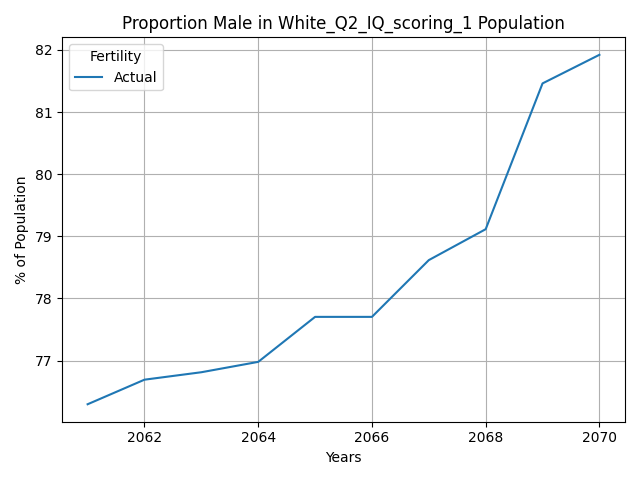 Proportion Male in White_Q2_IQ_scoring_1 Population
Fertility
Actual
% of Population
82
81
80
79
78
77
2062
2064
2066
2068
2070
Years